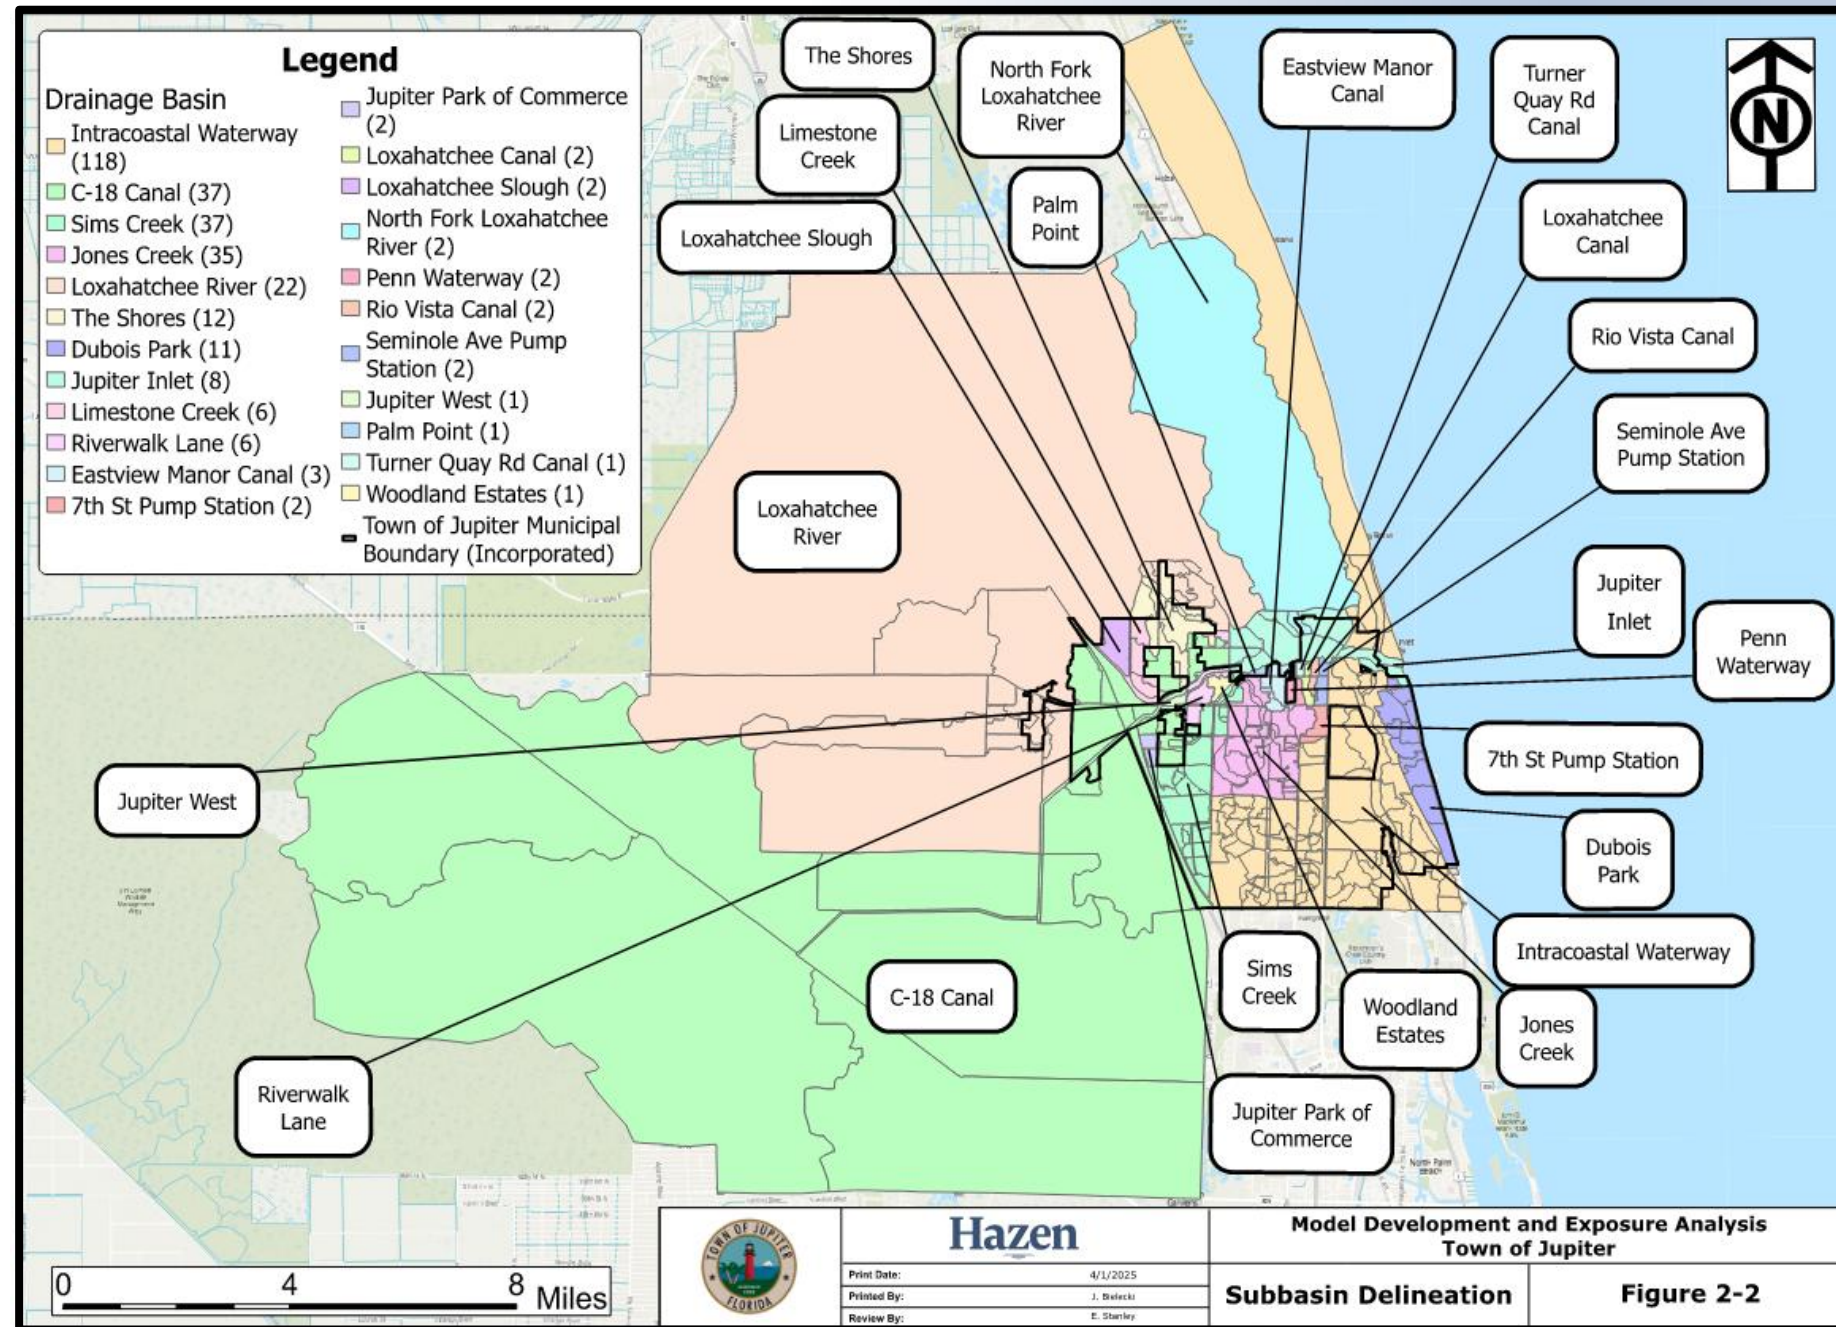 Legend
Drainage Basin
Intracoastal Waterway
(118)
C-18 Canal (37)
Sims Creek (37)
Jones Creek (35)
Loxahatchee River (22)
The Shores (12)
Dubois Park (11)
Jupiter Inlet (8)
Limestone Creek (6)
Riverwalk Lane (6)
Eastview Manor Canal (3)
7th St Pump Station (2)
Jupiter Park of Commerce
(2)
Loxahatchee Canal (2)
Loxahatchee Slough (2)
North Fork Loxahatchee
River (2)
Penn Waterway (2)
Rio Vista Canal (2)
Seminole Ave Pump
Station (2)
Jupiter West (1)
Palm Point (1)
Turner Quay Rd Canal (1)
Woodland Estates (1)
Town of Jupiter Municipal
Boundary (Incorporated)
The Shores
North Fork
Loxahatchee
River
Eastview Manor
Canal
Turner
Quay Rd
Canal
N
Limestone
Creek
Palm
Point
Loxahatchee
Canal
Loxahatchee Slough
Rio Vista Canal
Seminole Ave
Pump Station
Loxahatchee
River
Jupiter
Inlet
Penn
Waterway
7th St Pump Station
Jupiter West
Dubois
Park
Intracoastal Waterway
Sims
Creek
C-18 Canal
Woodland
Estates
Jones
Creek
Riverwalk
Lane
Jupiter Park of
Commerce
North Palm
Beach
0 4 8 Miles
TOWN OF JUPITER
FLORIDA
Hazen
Print Date: 4/1/2025
Printed By: J. Bielecki
Review By: E. Stanley
Model Development and Exposure Analysis
Town of Jupiter
Subbasin Delineation
Figure 2-2